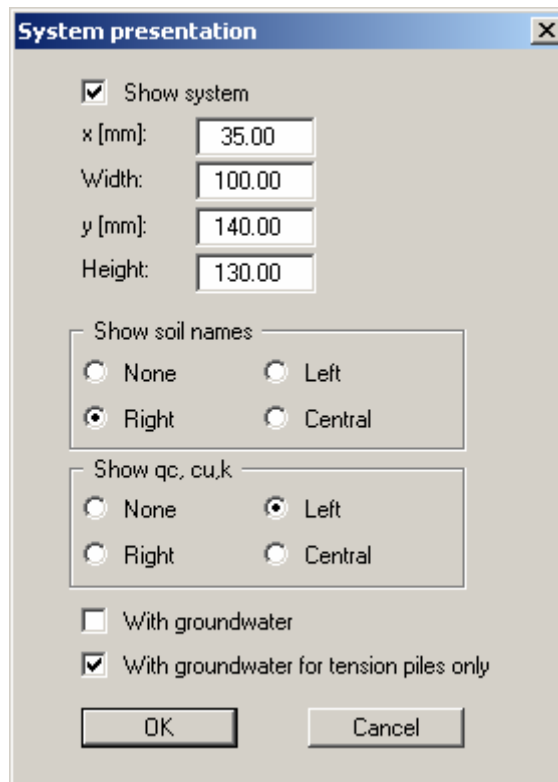 System presentation
Show system
x [mm]: 35.00
Width: 100.00
y [mm]: 140.00
Height: 130.00
Show soil names
None Left
Right Central
Show qc, cu,k
None Left
Right Central
With groundwater
With groundwater for tension piles only
OK Cancel